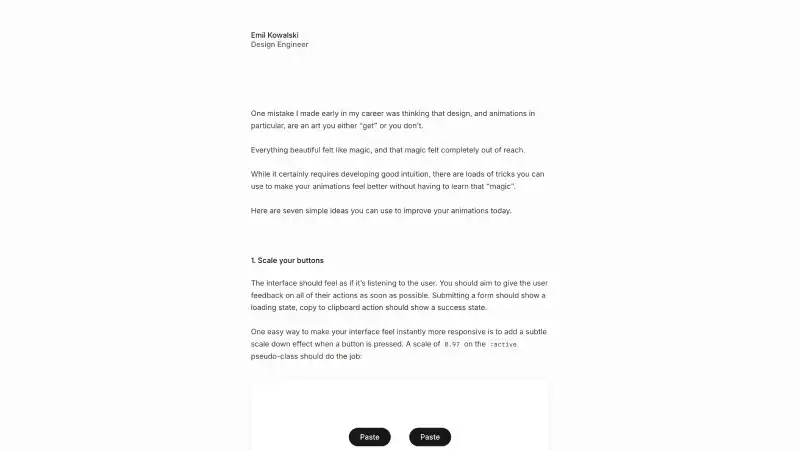 Emil Kowalski
Design Engineer
One mistake I made early in my career was thinking that design, and animations in
particular, are an art you either “get” or you don’t.
Everything beautiful felt like magic, and that magic felt completely out of reach.
While it certainly requires developing good intuition, there are loads of tricks you can
use to make your animations feel better without having to learn that “magic”.
Here are seven simple ideas you can use to improve your animations today.
1. Scale your buttons
The interface should feel as if it’s listening to the user. You should aim to give the user
feedback on all of their actions as soon as possible. Submitting a form should show a
loading state, copy to clipboard action should show a success state.
One easy way to make your interface feel instantly more responsive is to add a subtle
scale down effect when a button is pressed. A scale of 0.97 on the :active
pseudo-class should do the job:
Paste Paste